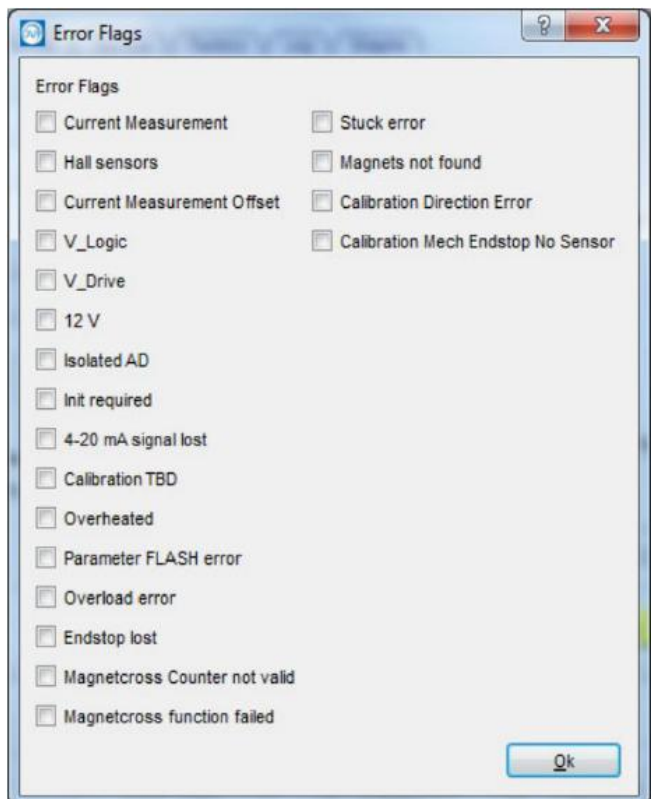 Error Flags
Error Flags
Current Measurement
Hall sensors
Current Measurement Offset
V_Logic
V_Drive
12 V
Isolated AD
Init required
4-20 mA signal lost
Calibration TBD
Overheated
Parameter FLASH error
Overload error
Endstop lost
Magnetcross Counter not valid
Magnetcross function failed
Stuck error
Magnets not found
Calibration Direction Error
Calibration Mech Endstop No Sensor
Ok